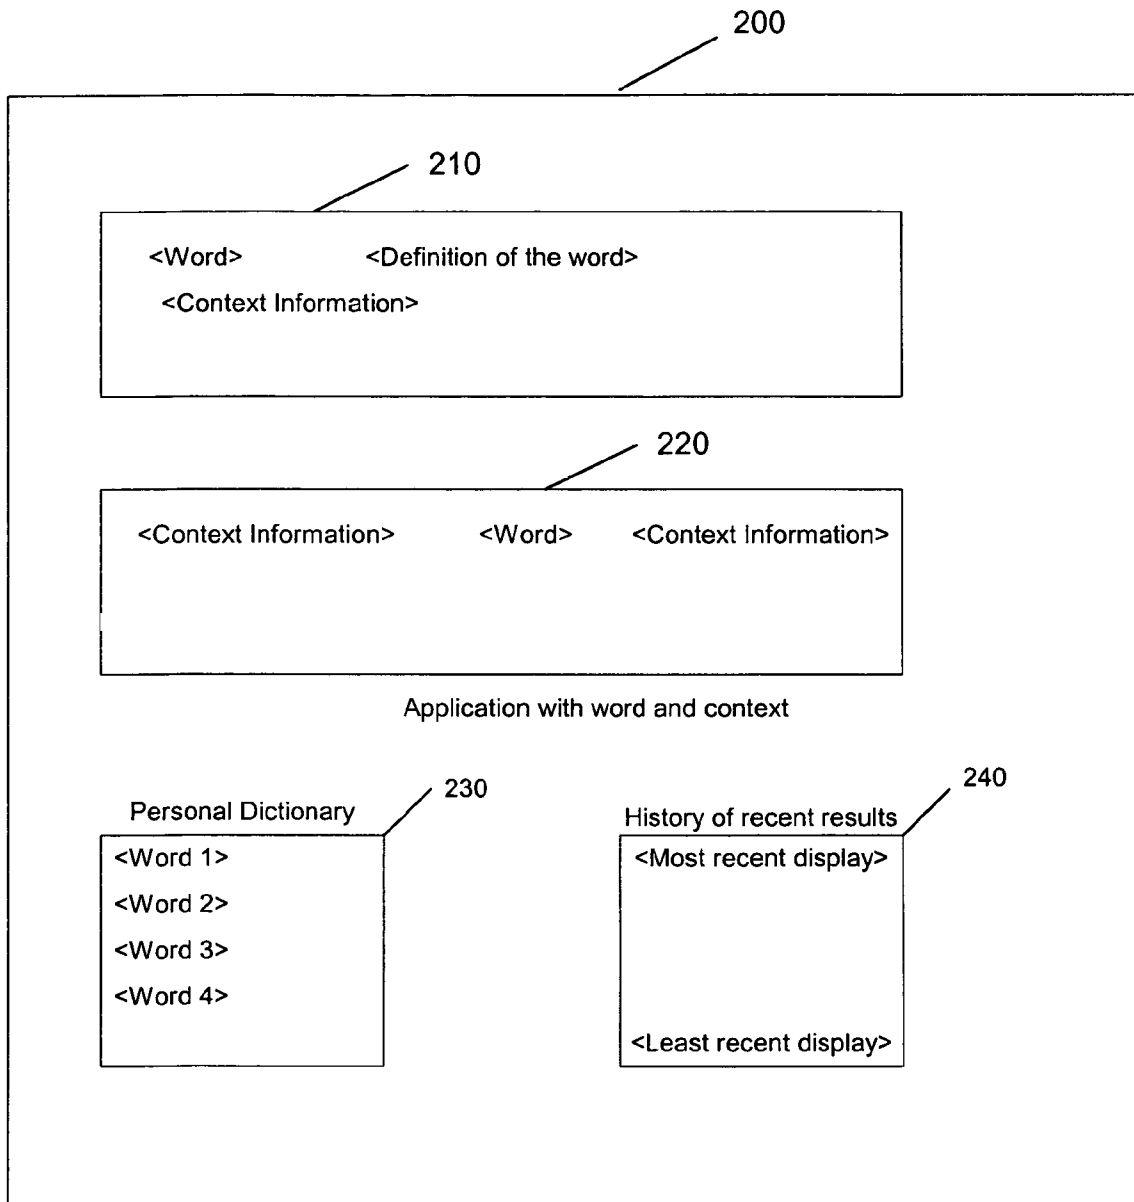 200
210
<Word> <Definition of the word>
<Context Information>
220
<Context Information> <Word> <Context Information>
Application with word and context
230
Personal Dictionary
<Word 1>
<Word 2>
<Word 3>
<Word 4>
240
History of recent results
<Most recent display>
<Least recent display>